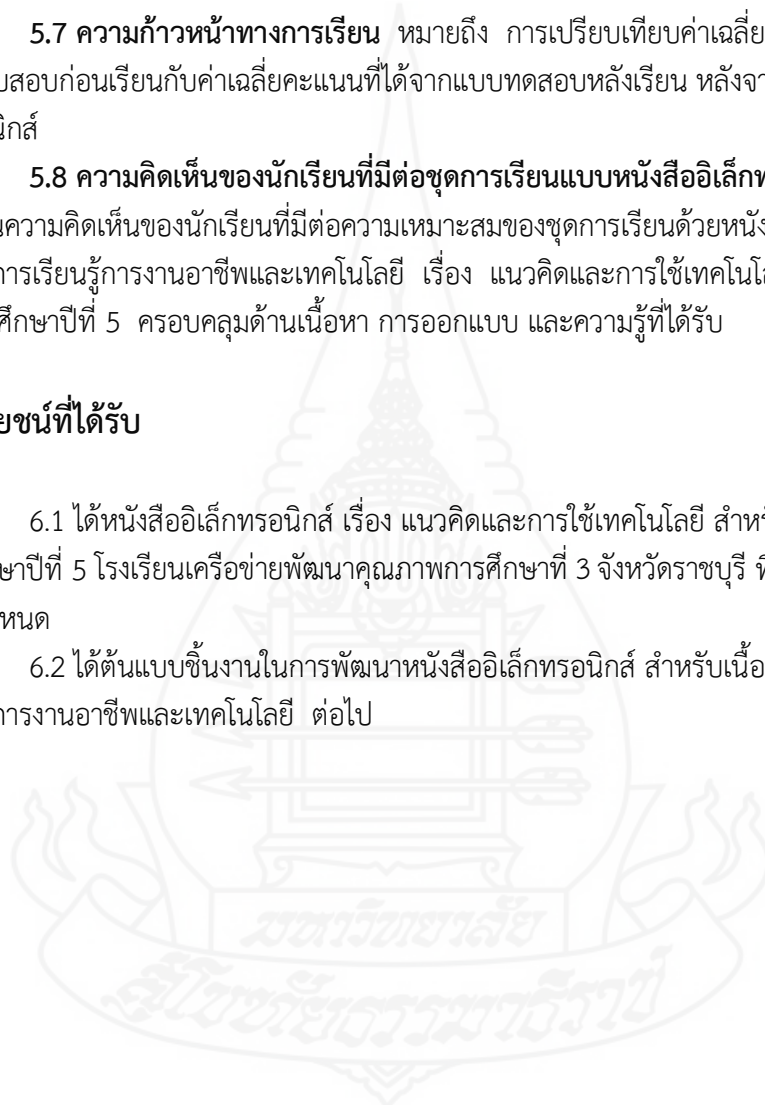 5.7 ความก้าวหน้าทางการเรียน หมายถึง การเปรียบเทียบค่าเฉลี่ย
บสอบก่อนเรียนกับค่าเฉลี่ยคะแนนที่ได้จากแบบทดสอบหลังเรียน หลังจา
นิกส์
5.8 ความคิดเห็นของนักเรียนที่มีต่อชุดการเรียนแบบหนังสืออิเล็กท
นความคิดเห็นของนักเรียนที่มีต่อความเหมาะสมของชุดการเรียนด้วยหนัง
การเรียนรู้การงานอาชีพและเทคโนโลยี เรื่อง แนวคิดและการใช้เทคโนโล
ศึกษาปีที่ 5 ครอบคลุมด้านเนื้อหา การออกแบบ และความรู้ที่ได้รับ
ยชน์ที่ได้รับ
6.1 ได้หนังสืออิเล็กทรอนิกส์ เรื่อง แนวคิดและการใช้เทคโนโลยี สำหร
ษาปีที่ 5 โรงเรียนเครือข่ายพัฒนาคุณภาพการศึกษาที่ 3 จังหวัดราชบุรี ที
หนด
6.2 ได้ต้นแบบชิ้นงานในการพัฒนาหนังสืออิเล็กทรอนิกส์ สำหรับเนื้อ
การงานอาชีพและเทคโนโลยี ต่อไป
มหาวิทยาลัย
สุโขทัยธรรมาธิราช